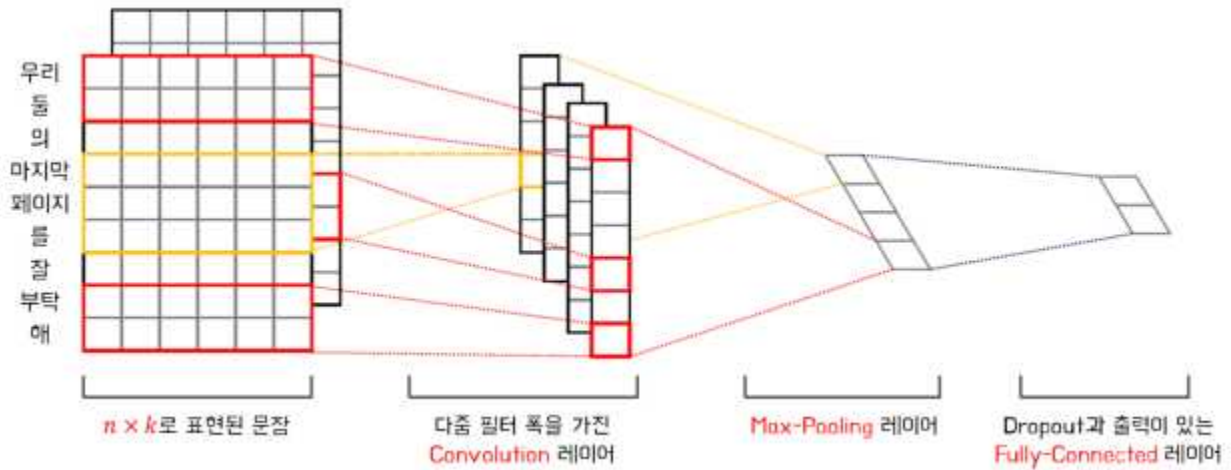 우리
둘
의
마지막
페이지
를
잘
부탁
해
n × k로 표현된 문장
다중 필터 폭을 가진
Convolution 레이어
Max-Pooling 레이어
Dropout과 출력이 있는
Fully-Connected 레이어